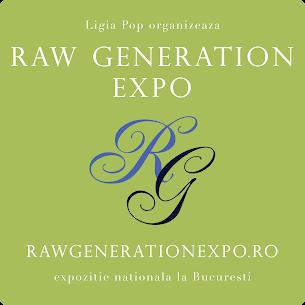 Ligia Pop organizeaza
RAW GENERATION
EXPO
RG
RAWGENERATIONEXPO.RO
expozitie nationala la Bucuresti